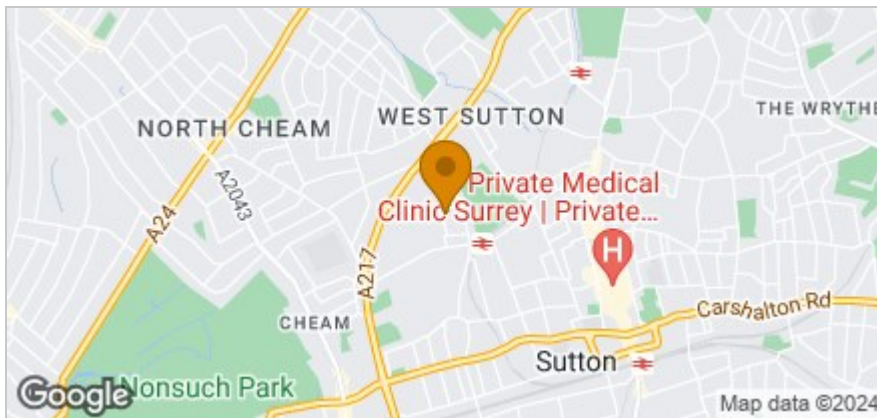 THE WRYTHE
WEST SUTTON
NORTH CHEAM
A2043
Private Medical
Clinic Surrey | Private...
A24
H
A217
Carshalton Rd
CHEAM
Sutton
Nonsuch Park
Google
Map data ©2024